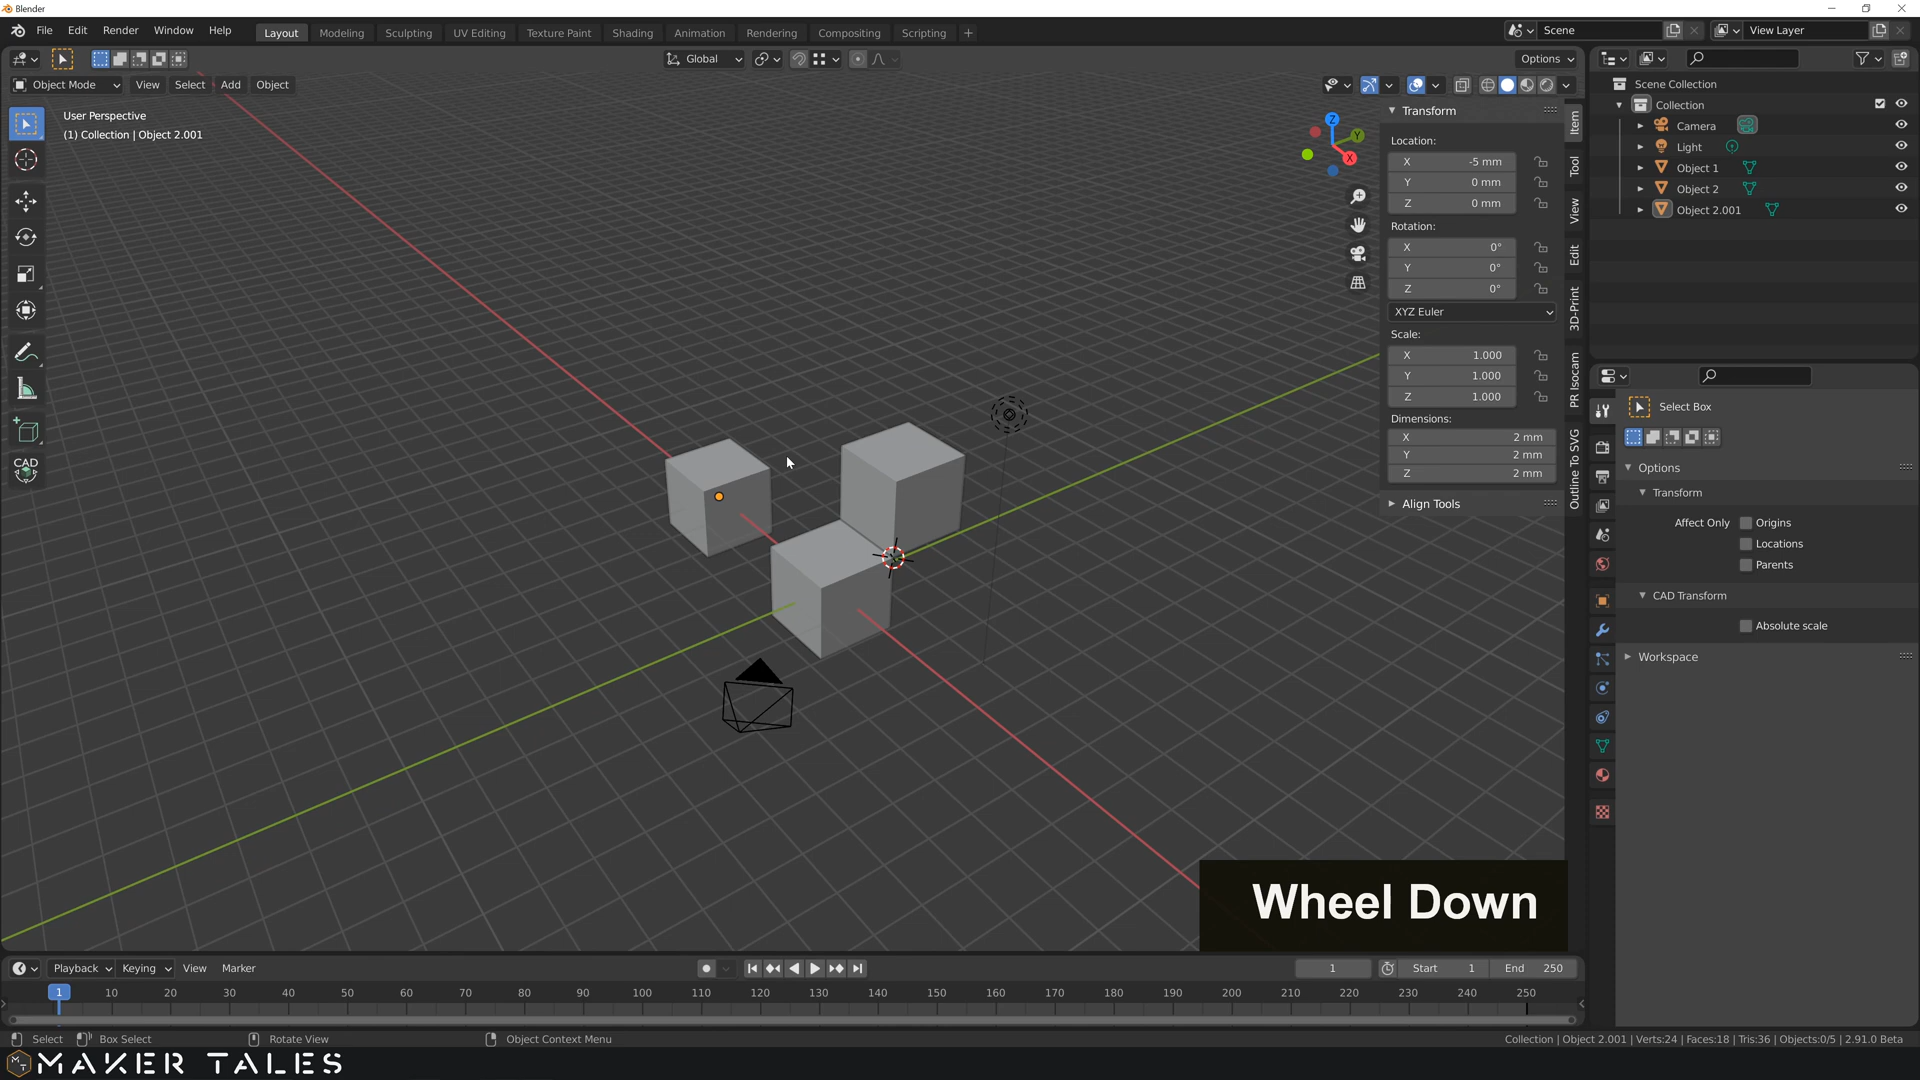 Blender
File Edit Render Window Help
Layout Modeling Sculpting UV Editing Texture Paint Shading Animation Rendering Compositing Scripting +
Scene
View Layer
Global
Options
Object Mode View Select Add Object
User Perspective
(1) Collection | Object 2.001
CAD
Z
Y
X
Transform
Location:
X -5 mm
Y 0 mm
Z 0 mm
Rotation:
X 0°
Y 0°
Z 0°
XYZ Euler
Scale:
X 1.000
Y 1.000
Z 1.000
Dimensions:
X 2 mm
Y 2 mm
Z 2 mm
Align Tools
Item
Tool
View
Edit
3D-Print
PR Isocam
Outline To SVG
Scene Collection
Collection
Camera
Light
Object 1
Object 2
Object 2.001
Select Box
Options
Transform
Affect Only Origins
Locations
Parents
CAD Transform
Absolute scale
Workspace
Wheel Down
Playback Keying View Marker
1 Start 1 End 250
1 10 20 30 40 50 60 70 80 90 100 110 120 130 140 150 160 170 180 190 200 210 220 230 240 250
Select Box Select Rotate View Object Context Menu
Collection | Object 2.001 | Verts:24 | Faces:18 | Tris:36 | Objects:0/5 | 2.91.0 Beta
MAKER TALES